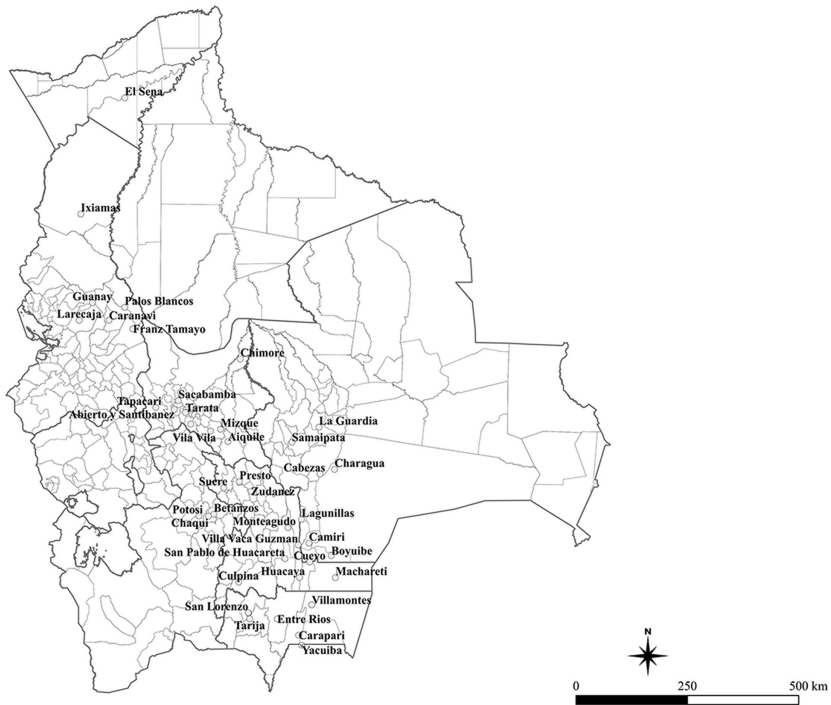 El Sena
Ixiamas
Guanay
Palos Blancos
Larecaja
Caranavi
Franz Tamayo
Chimore
Tapacari
Sacabamba
Abierto y Santibanez
Tarata
La Guardia
Mizque
Vila Vila
Aiquile
Samaipata
Cabezas
Charagua
Sucre
Presto
Zudanez
Potosi
Betanzos
Lagunillas
Chaqui
Monteagudo
Villa Vaca Guzman
Camiri
San Pablo de Huacareta
Cuevo
Boyuibe
Culpina
Huacaya
Machareti
San Lorenzo
Villamontes
Tarija
Entre Rios
Carapari
Yacuiba
N
0 250 500 km